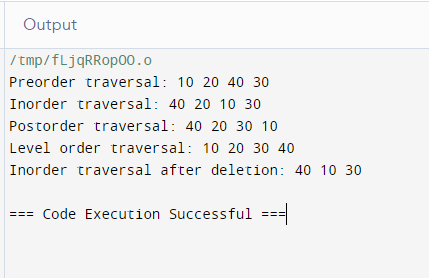 Output
/tmp/fLjqRRopOO.o
Preorder traversal: 10 20 40 30
Inorder traversal: 40 20 10 30
Postorder traversal: 40 20 30 10
Level order traversal: 10 20 30 40
Inorder traversal after deletion: 40 10 30
=== Code Execution Successful ===